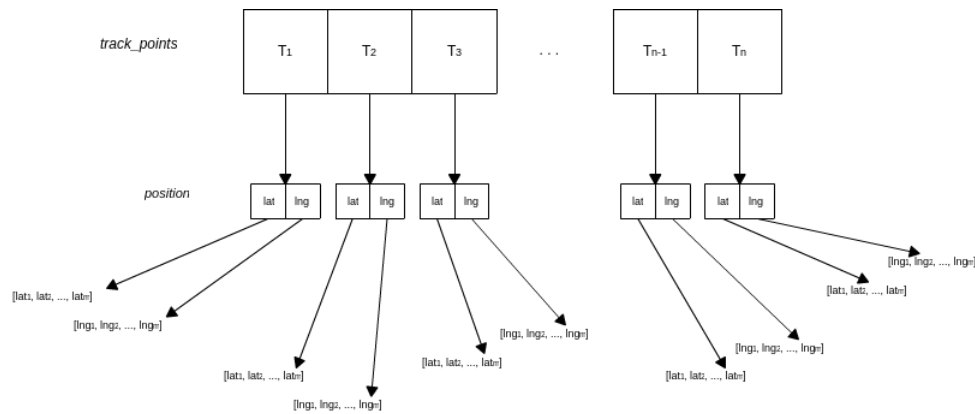 track_points
T1 T2 T3 ... Tn-1 Tn
position
lat lng lat lng lat lng lat lng lat lng
[lng1, lng2, ..., lngm]
[lat1, lat2, ..., latm]
[lat1, lat2, ..., latm]
[lng1, lng2, ..., lngm]
[lng1, lng2, ..., lngm]
[lng1, lng2, ..., lngm]
[lat1, lat2, ..., latm]
[lat1, lat2, ..., latm]
[lat1, lat2, ..., latm]
[lng1, lng2, ..., lngm]